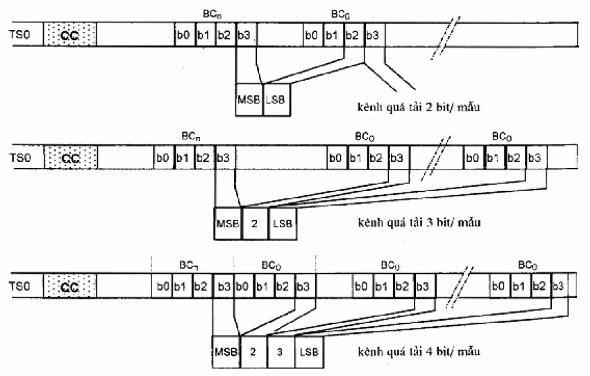 BCn BC0
TS0 CC b0 b1 b2 b3 b0 b1 b2 b3
MSB LSB
kênh quá tải 2 bit/ mẫu
BCn BC0 BC0
TS0 CC b0 b1 b2 b3 b0 b1 b2 b3 b0 b1 b2 b3
MSB 2 LSB
kênh quá tải 3 bit/ mẫu
BCn BC0 BC0 BC0
TS0 CC b0 b1 b2 b3 b0 b1 b2 b3 b0 b1 b2 b3 b0 b1 b2 b3
MSB 2 3 LSB
kênh quá tải 4 bit/ mẫu